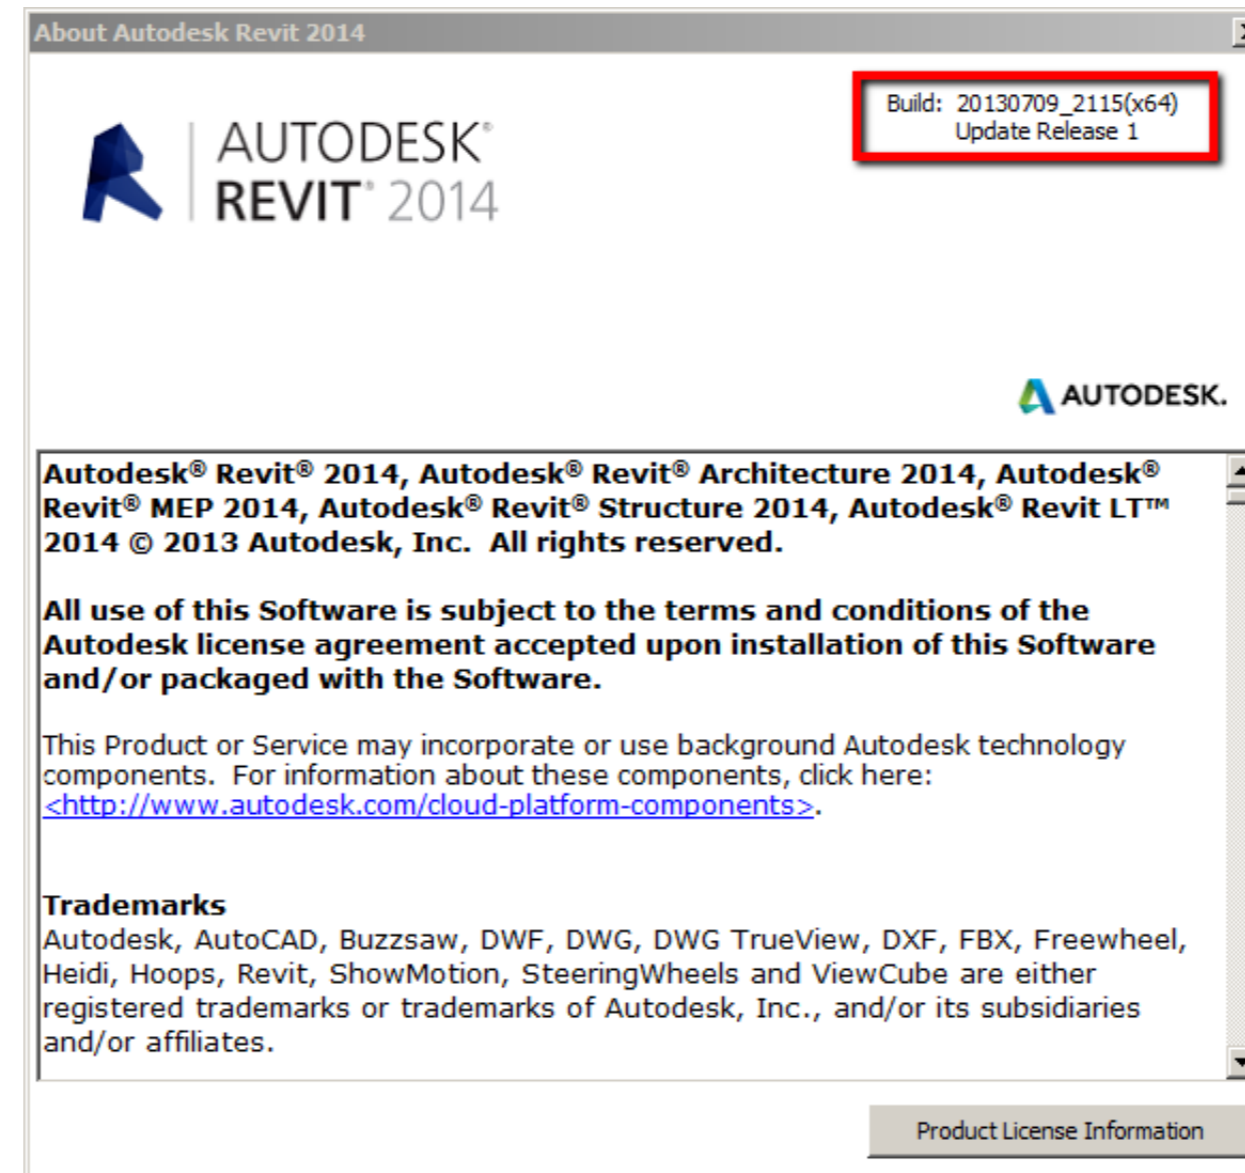 About Autodesk Revit 2014
Build: 20130709_2115(x64)
Update Release 1
AUTODESK®
REVIT® 2014
AUTODESK.
Autodesk® Revit® 2014, Autodesk® Revit® Architecture 2014, Autodesk®
Revit® MEP 2014, Autodesk® Revit® Structure 2014, Autodesk® Revit LT™
2014 © 2013 Autodesk, Inc.  All rights reserved.
All use of this Software is subject to the terms and conditions of the
Autodesk license agreement accepted upon installation of this Software
and/or packaged with the Software.
This Product or Service may incorporate or use background Autodesk technology
components.  For information about these components, click here:
<http://www.autodesk.com/cloud-platform-components>.
Trademarks
Autodesk, AutoCAD, Buzzsaw, DWF, DWG, DWG TrueView, DXF, FBX, Freewheel,
Heidi, Hoops, Revit, ShowMotion, SteeringWheels and ViewCube are either
registered trademarks or trademarks of Autodesk, Inc., and/or its subsidiaries
and/or affiliates.
Product License Information